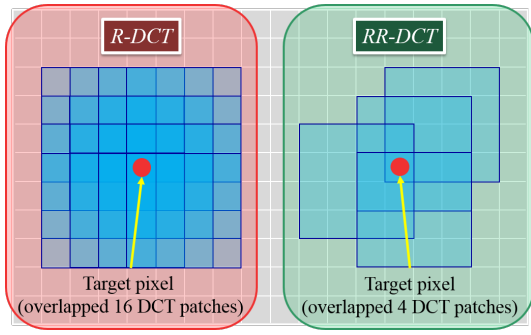 R-DCT
Target pixel
(overlapped 16 DCT patches)
RR-DCT
Target pixel
(overlapped 4 DCT patches)